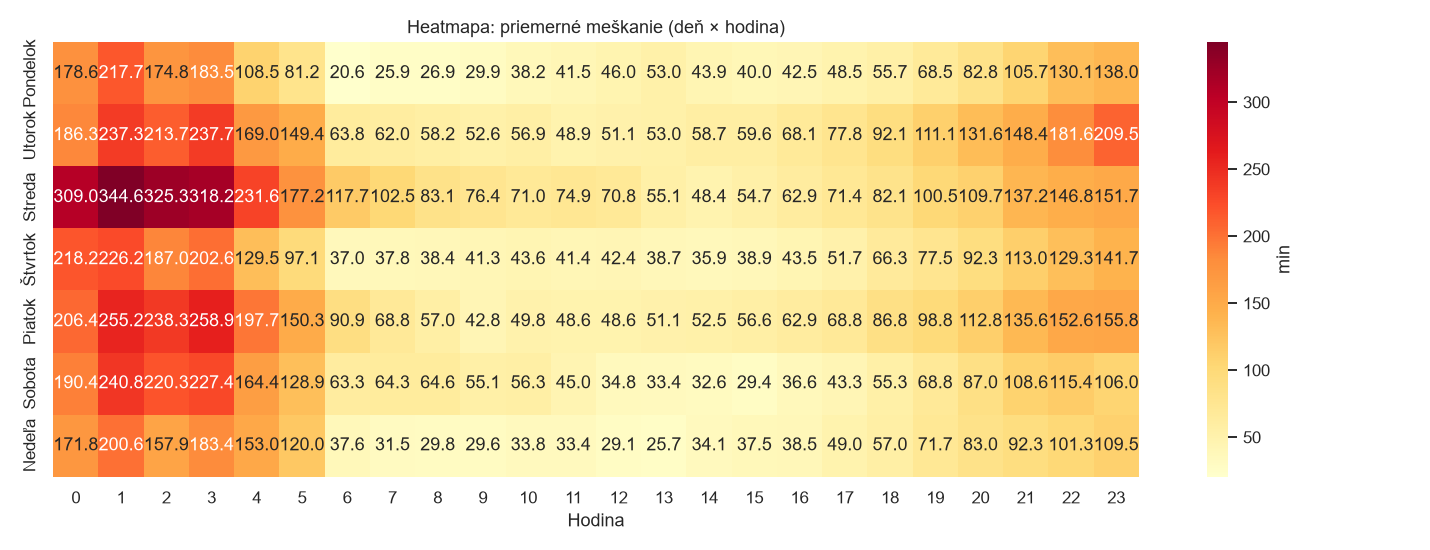 Heatmapa: priemerné meškanie (deň × hodina)
Pondelok 178.6 217.7 174.8 183.5 108.5 81.2 20.6 25.9 26.9 29.9 38.2 41.5 46.0 53.0 43.9 40.0 42.5 48.5 55.7 68.5 82.8 105.7 130.1 138.0
Utorok 186.3 237.3 213.7 237.7 169.0 149.4 63.8 62.0 58.2 52.6 56.9 48.9 51.1 53.0 58.7 59.6 68.1 77.8 92.1 111.1 131.6 148.4 181.6 209.5
Streda 309.0 344.6 325.3 318.2 231.6 177.2 117.7 102.5 83.1 76.4 71.0 74.9 70.8 55.1 48.4 54.7 62.9 71.4 82.1 100.5 109.7 137.2 146.8 151.7
Štvrtok 218.2 226.2 187.0 202.6 129.5 97.1 37.0 37.8 38.4 41.3 43.6 41.4 42.4 38.7 35.9 38.9 43.5 51.7 66.3 77.5 92.3 113.0 129.3 141.7
Piatok 206.4 255.2 238.3 258.9 197.7 150.3 90.9 68.8 57.0 42.8 49.8 48.6 48.6 51.1 52.5 56.6 62.9 68.8 86.8 98.8 112.8 135.6 152.6 155.8
Sobota 190.4 240.8 220.3 227.4 164.4 128.9 63.3 64.3 64.6 55.1 56.3 45.0 34.8 33.4 32.6 29.4 36.6 43.3 55.3 68.8 87.0 108.6 115.4 106.0
Nedeľa 171.8 200.6 157.9 183.4 153.0 120.0 37.6 31.5 29.8 29.6 33.8 33.4 29.1 25.7 34.1 37.5 38.5 49.0 57.0 71.7 83.0 92.3 101.3 109.5
0 1 2 3 4 5 6 7 8 9 10 11 12 13 14 15 16 17 18 19 20 21 22 23
Hodina
300
250
200
150
100
50
min